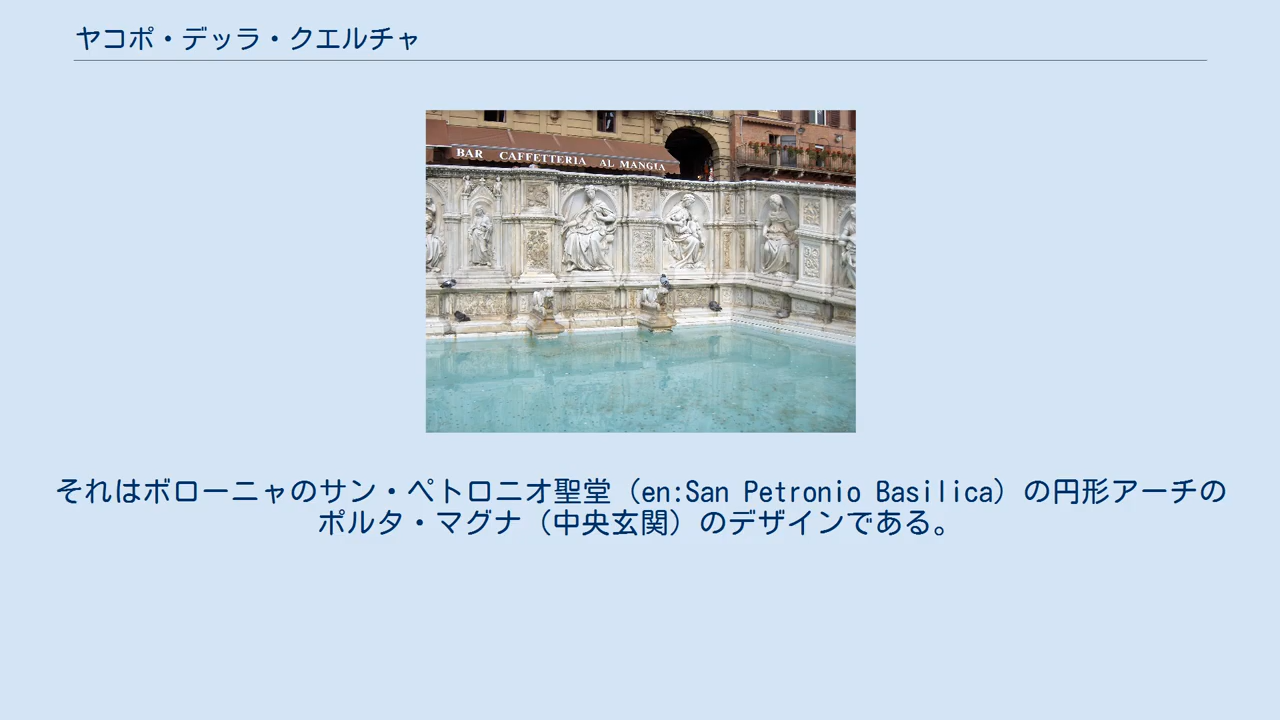 ヤコポ・デッラ・クエルチャ
BAR CAFFETTERIA AL MANGIA
それはボローニャのサン・ペトロニオ聖堂（en:San Petronio Basilica）の円形アーチの
ポルタ・マグナ（中央玄関）のデザインである。